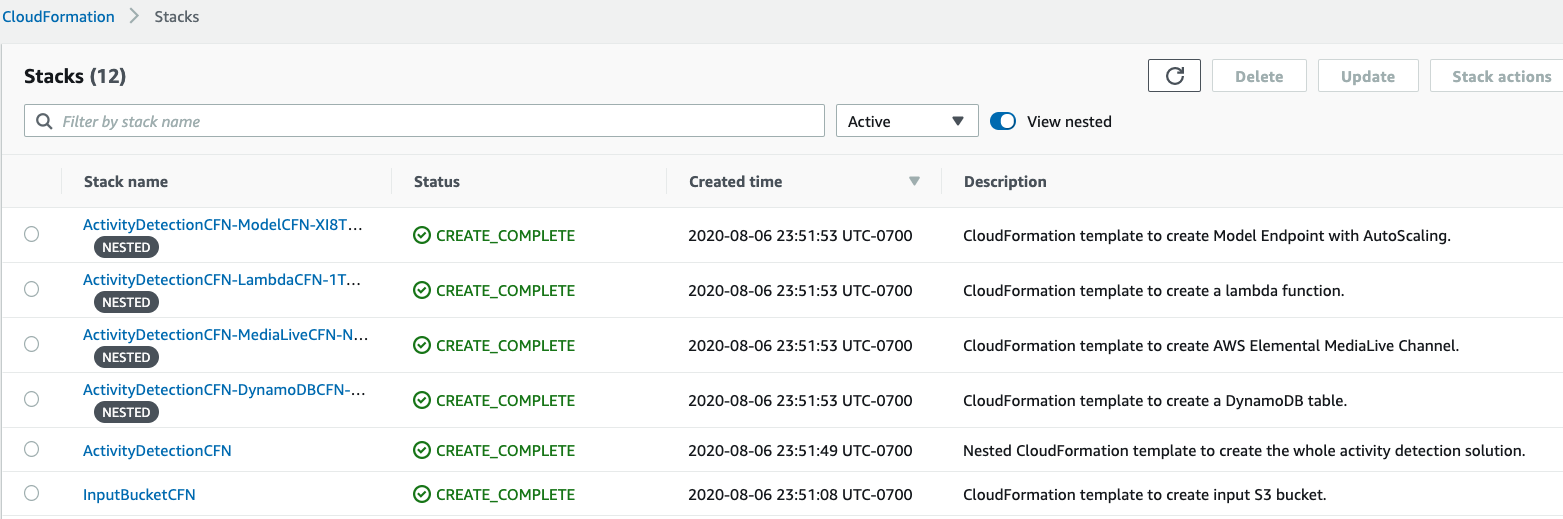 CloudFormation > Stacks
Stacks (12)
Delete Update Stack actions
Filter by stack name Active View nested
Stack name Status Created time Description
ActivityDetectionCFN-ModelCFN-XI8T... CREATE_COMPLETE 2020-08-06 23:51:53 UTC-0700 CloudFormation template to create Model Endpoint with AutoScaling.
NESTED
ActivityDetectionCFN-LambdaCFN-1T... CREATE_COMPLETE 2020-08-06 23:51:53 UTC-0700 CloudFormation template to create a lambda function.
NESTED
ActivityDetectionCFN-MediaLiveCFN-N... CREATE_COMPLETE 2020-08-06 23:51:53 UTC-0700 CloudFormation template to create AWS Elemental MediaLive Channel.
NESTED
ActivityDetectionCFN-DynamoDBCFN-... CREATE_COMPLETE 2020-08-06 23:51:53 UTC-0700 CloudFormation template to create a DynamoDB table.
NESTED
ActivityDetectionCFN CREATE_COMPLETE 2020-08-06 23:51:49 UTC-0700 Nested CloudFormation template to create the whole activity detection solution.
InputBucketCFN CREATE_COMPLETE 2020-08-06 23:51:08 UTC-0700 CloudFormation template to create input S3 bucket.